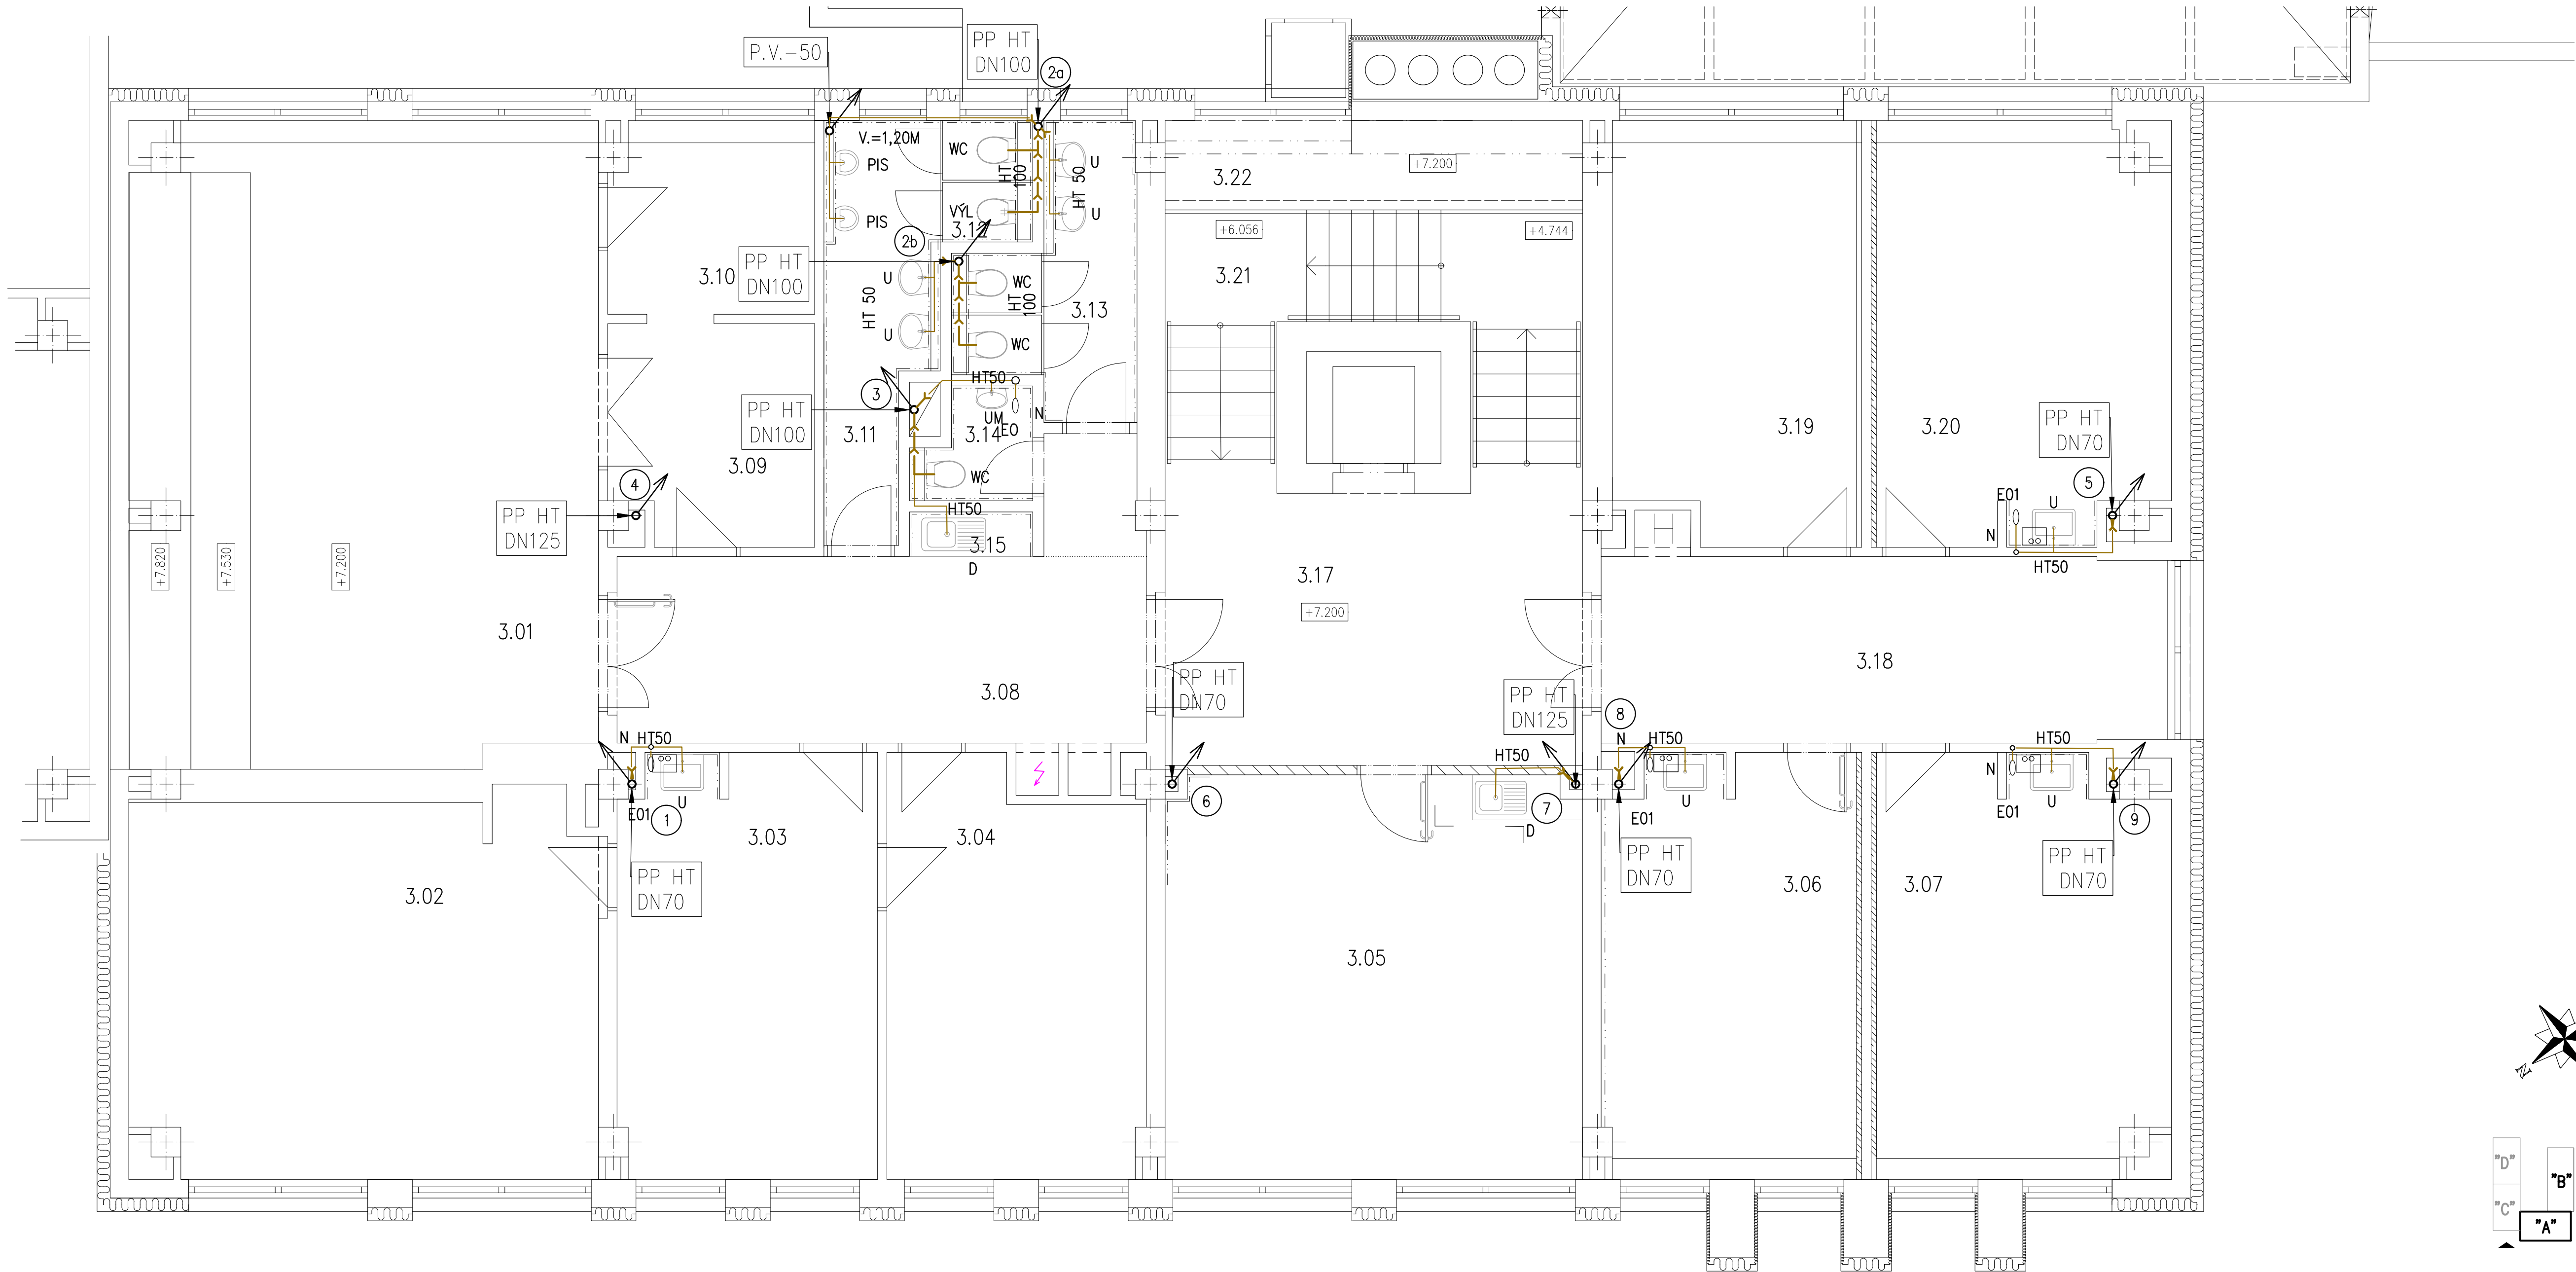 P.V.-50
PP HT
DN100
2a
V.=1,20M
PIS
PIS
WC
HT
100
HT 50
U
U
VÝL
3.12
2b
3.10
PP HT
DN100
U
HT 50
U
WC
HT
100
WC
3.13
3.22
+7.200
+6.056
+4.744
3.21
3
HT50
PP HT
DN100
3.11
UM
EO
N
3.14
WC
3.09
4
PP HT
DN125
HT50
3.15
D
3.19
3.20
PP HT
DN70
5
E01
U
N
HT50
+7.820
+7.530
+7.200
3.17
+7.200
3.01
3.08
3.18
PP HT
DN70
PP HT
DN125
8
N
HT50
E01
U
1
PP HT
DN70
6
HT50
7
D
N
HT50
U
E01
PP HT
DN70
HT50
N
E01
U
9
PP HT
DN70
3.02
3.03
3.04
3.05
3.06
3.07
N
"D"
"C"
"B"
"A"